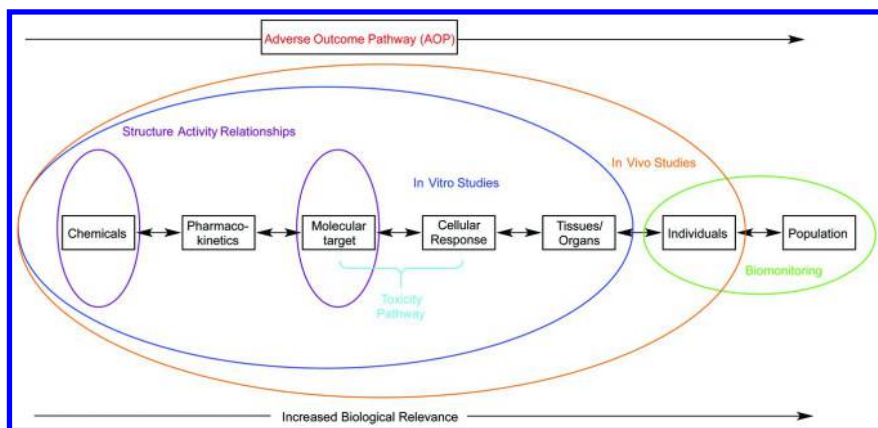 Adverse Outcome Pathway (AOP)
Structure Activity Relationships
In Vivo Studies
In Vitro Studies
Chemicals
Pharmaco-
kinetics
Molecular
target
Cellular
Response
Tissues/
Organs
Individuals
Population
Toxicity
Pathway
Biomonitoring
Increased Biological Relevance